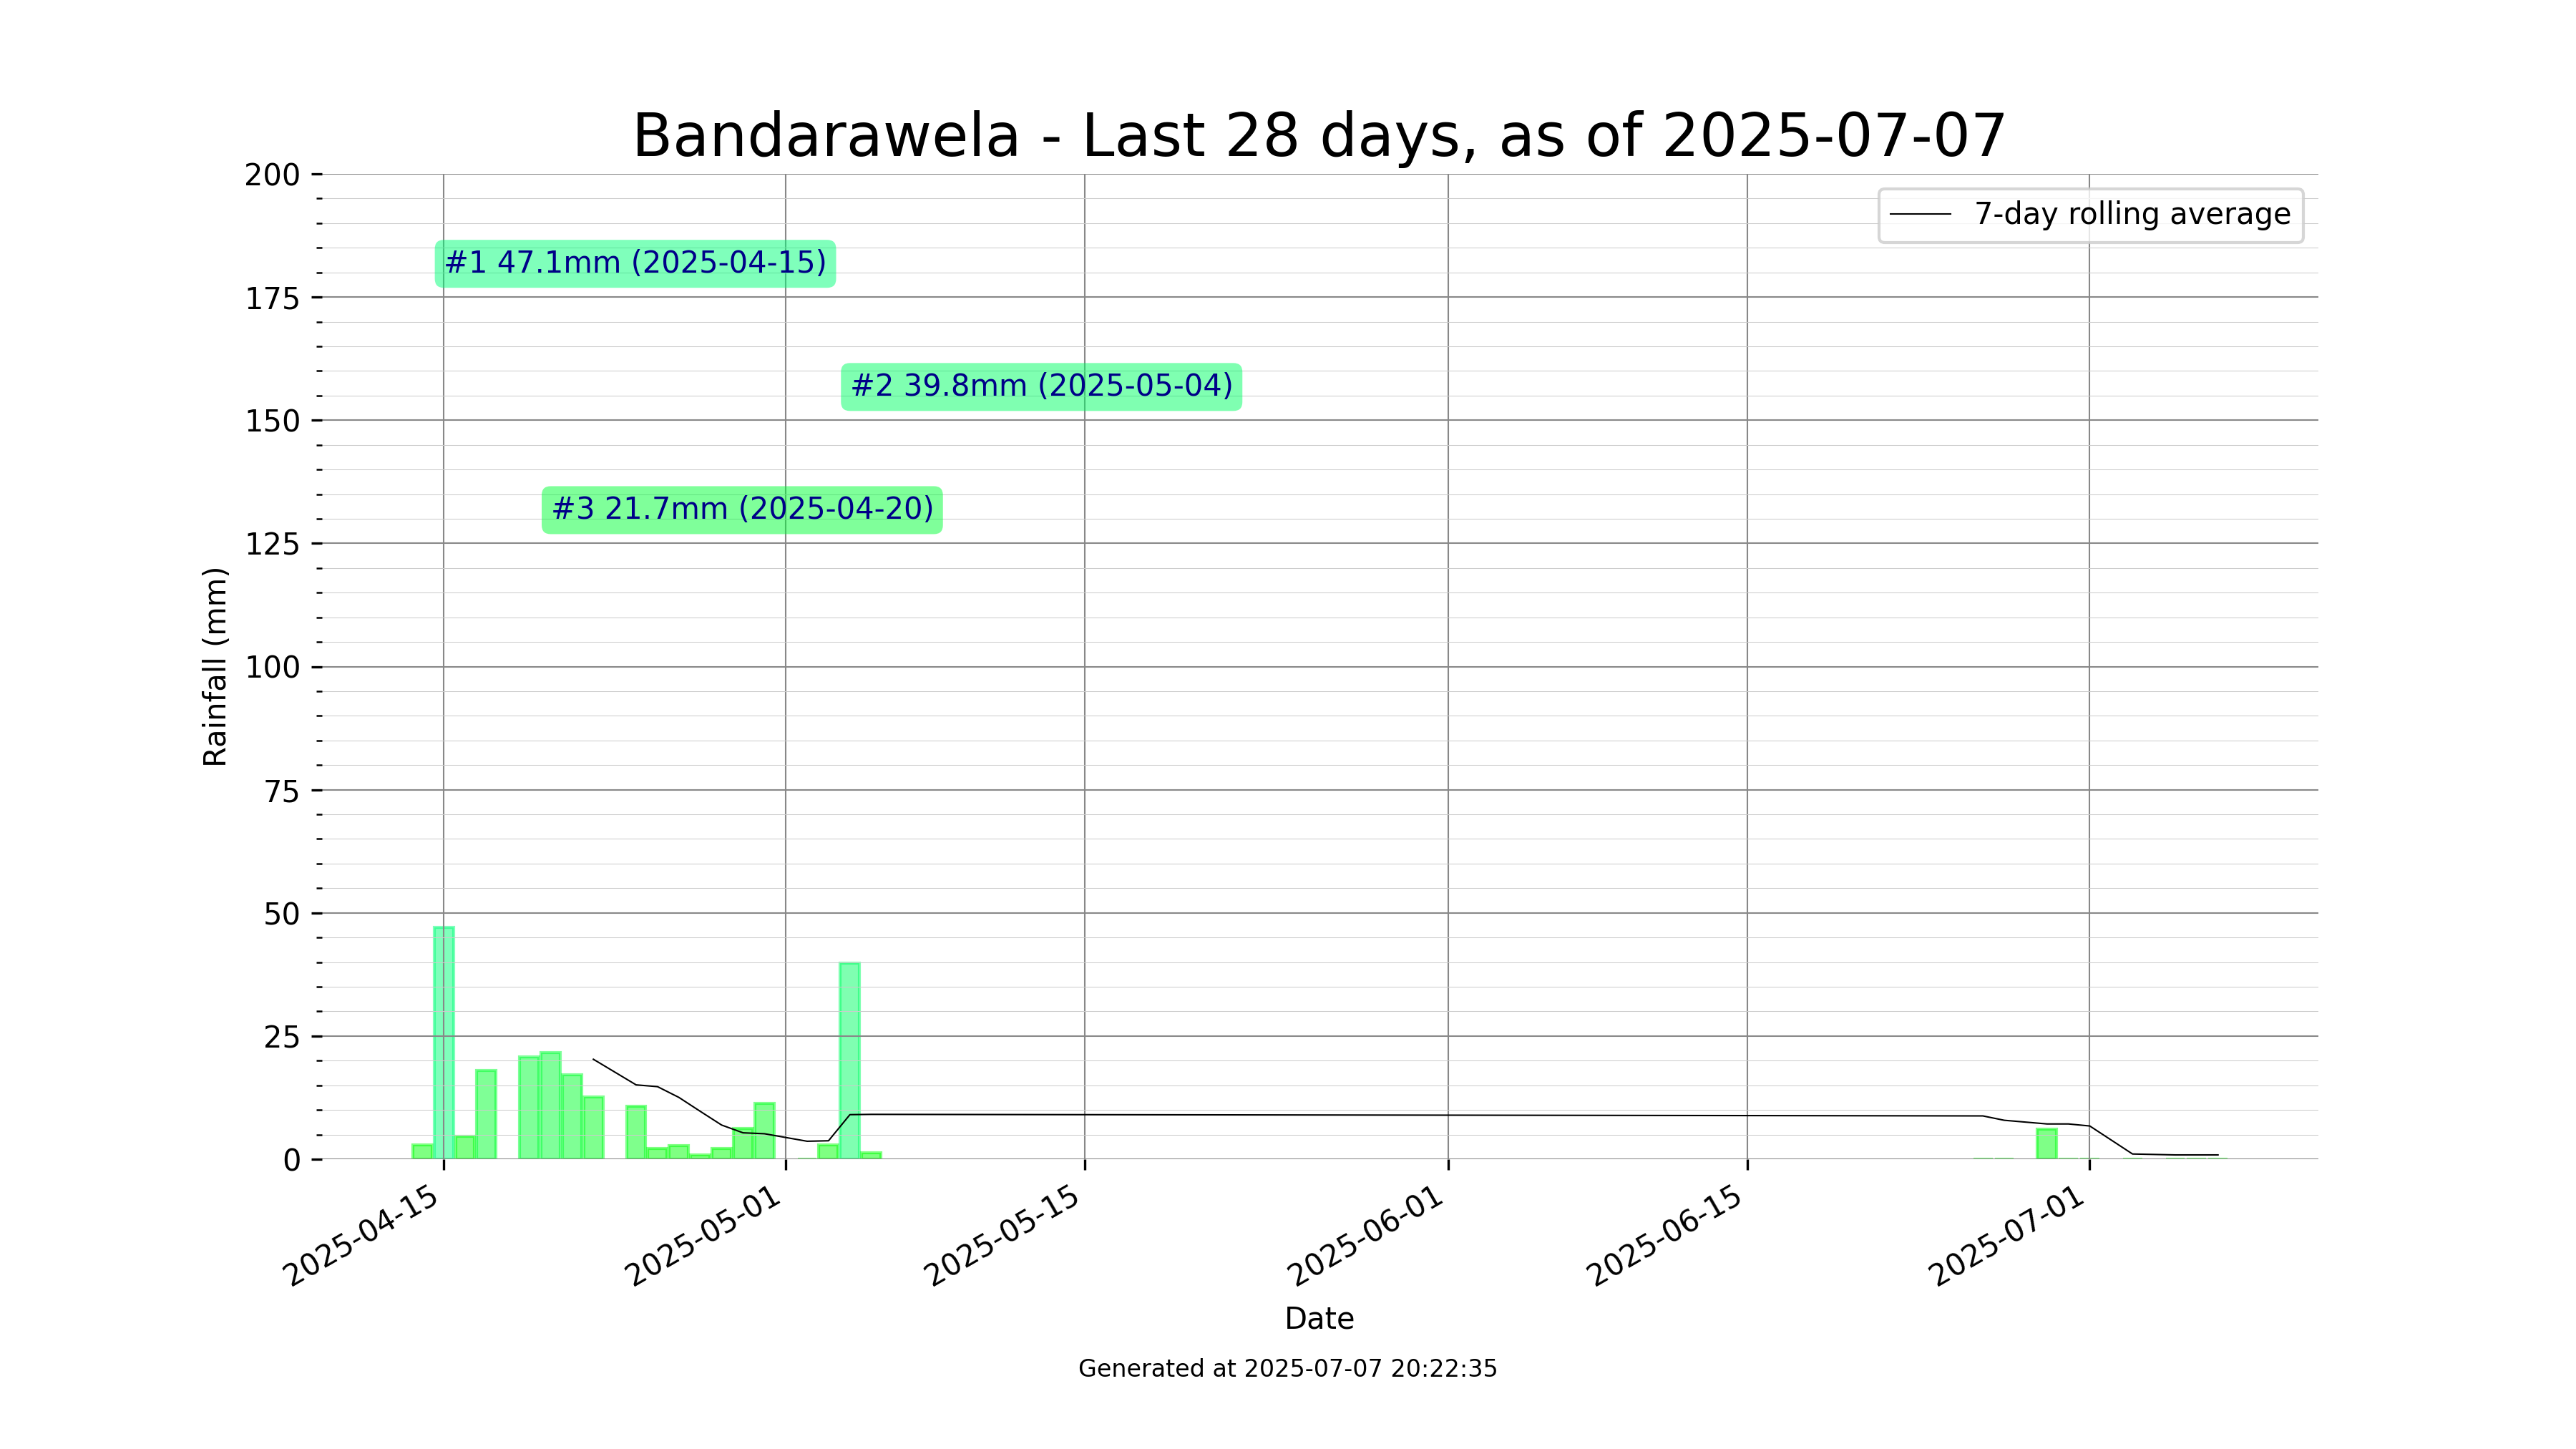 Bandarawela - Last 28 days, as of 2025-07-07
200
175
150
125
100
75
50
25
0
Rainfall (mm)
7-day rolling average
#1 47.1mm (2025-04-15)
#2 39.8mm (2025-05-04)
#3 21.7mm (2025-04-20)
2025-04-15
2025-05-01
2025-05-15
2025-06-01
2025-06-15
2025-07-01
Date
Generated at 2025-07-07 20:22:35